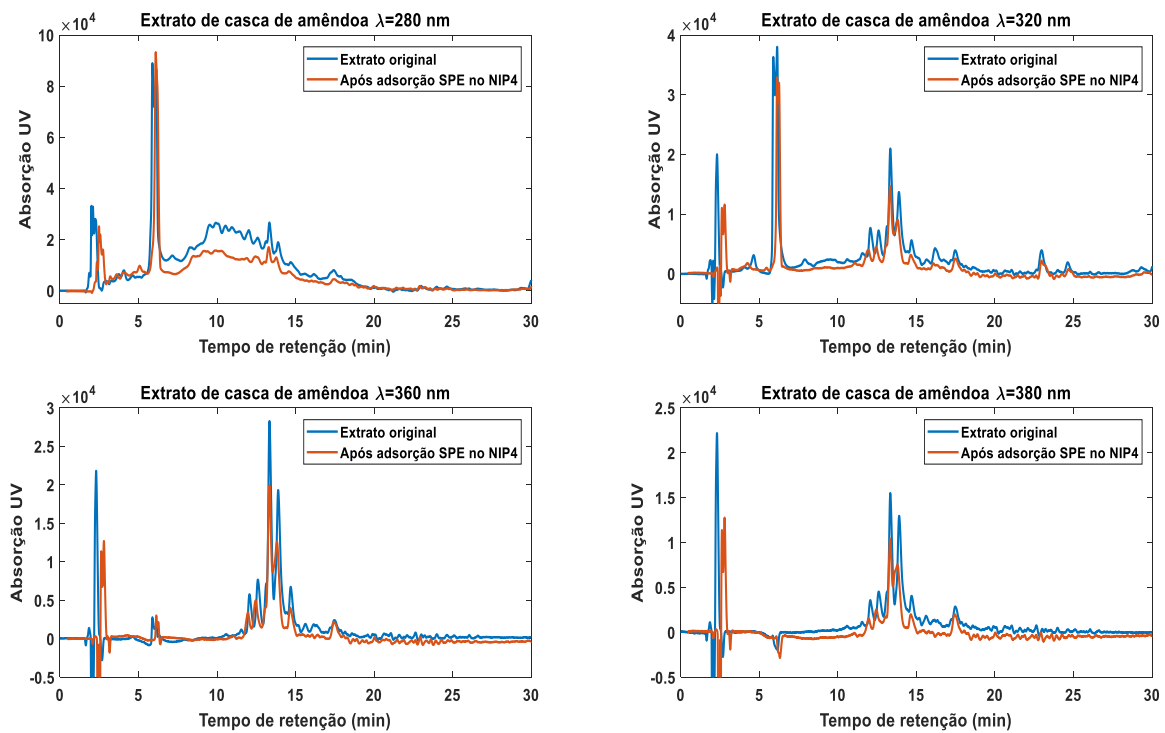 Extrato de casca de amêndoa λ=280 nm
×10^4
10
8
6
4
2
0
Absorção UV
Extrato original
Após adsorção SPE no NIP4
0 5 10 15 20 25 30
Tempo de retenção (min)
Extrato de casca de amêndoa λ=320 nm
×10^4
4
2
0
Absorção UV
Extrato original
Após adsorção SPE no NIP4
0 5 10 15 20 25 30
Tempo de retenção (min)
Extrato de casca de amêndoa λ=360 nm
×10^4
3
2.5
2
1.5
1
0.5
0
-0.5
Absorção UV
Extrato original
Após adsorção SPE no NIP4
0 5 10 15 20 25 30
Tempo de retenção (min)
Extrato de casca de amêndoa λ=380 nm
×10^4
2.5
2
1.5
1
0.5
0
-0.5
Absorção UV
Extrato original
Após adsorção SPE no NIP4
0 5 10 15 20 25 30
Tempo de retenção (min)